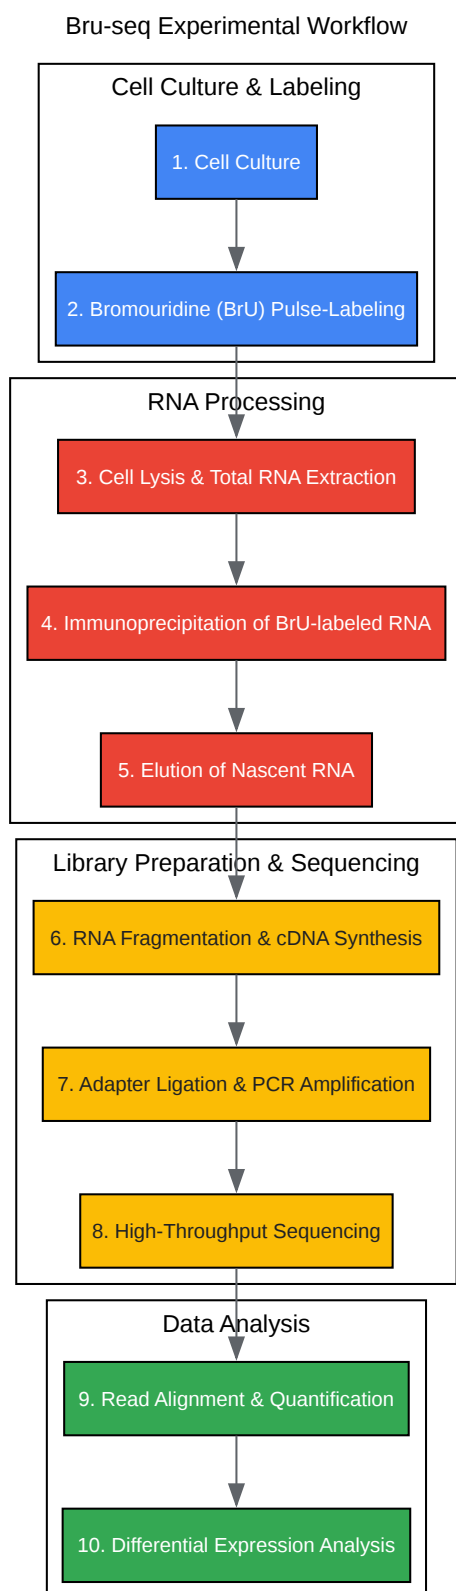 Bru-seq Experimental Workflow
Cell Culture & Labeling
1. Cell Culture
2. Bromouridine (BrU) Pulse-Labeling
RNA Processing
3. Cell Lysis & Total RNA Extraction
4. Immunoprecipitation of BrU-labeled RNA
5. Elution of Nascent RNA
Library Preparation & Sequencing
6. RNA Fragmentation & cDNA Synthesis
7. Adapter Ligation & PCR Amplification
8. High-Throughput Sequencing
Data Analysis
9. Read Alignment & Quantification
10. Differential Expression Analysis